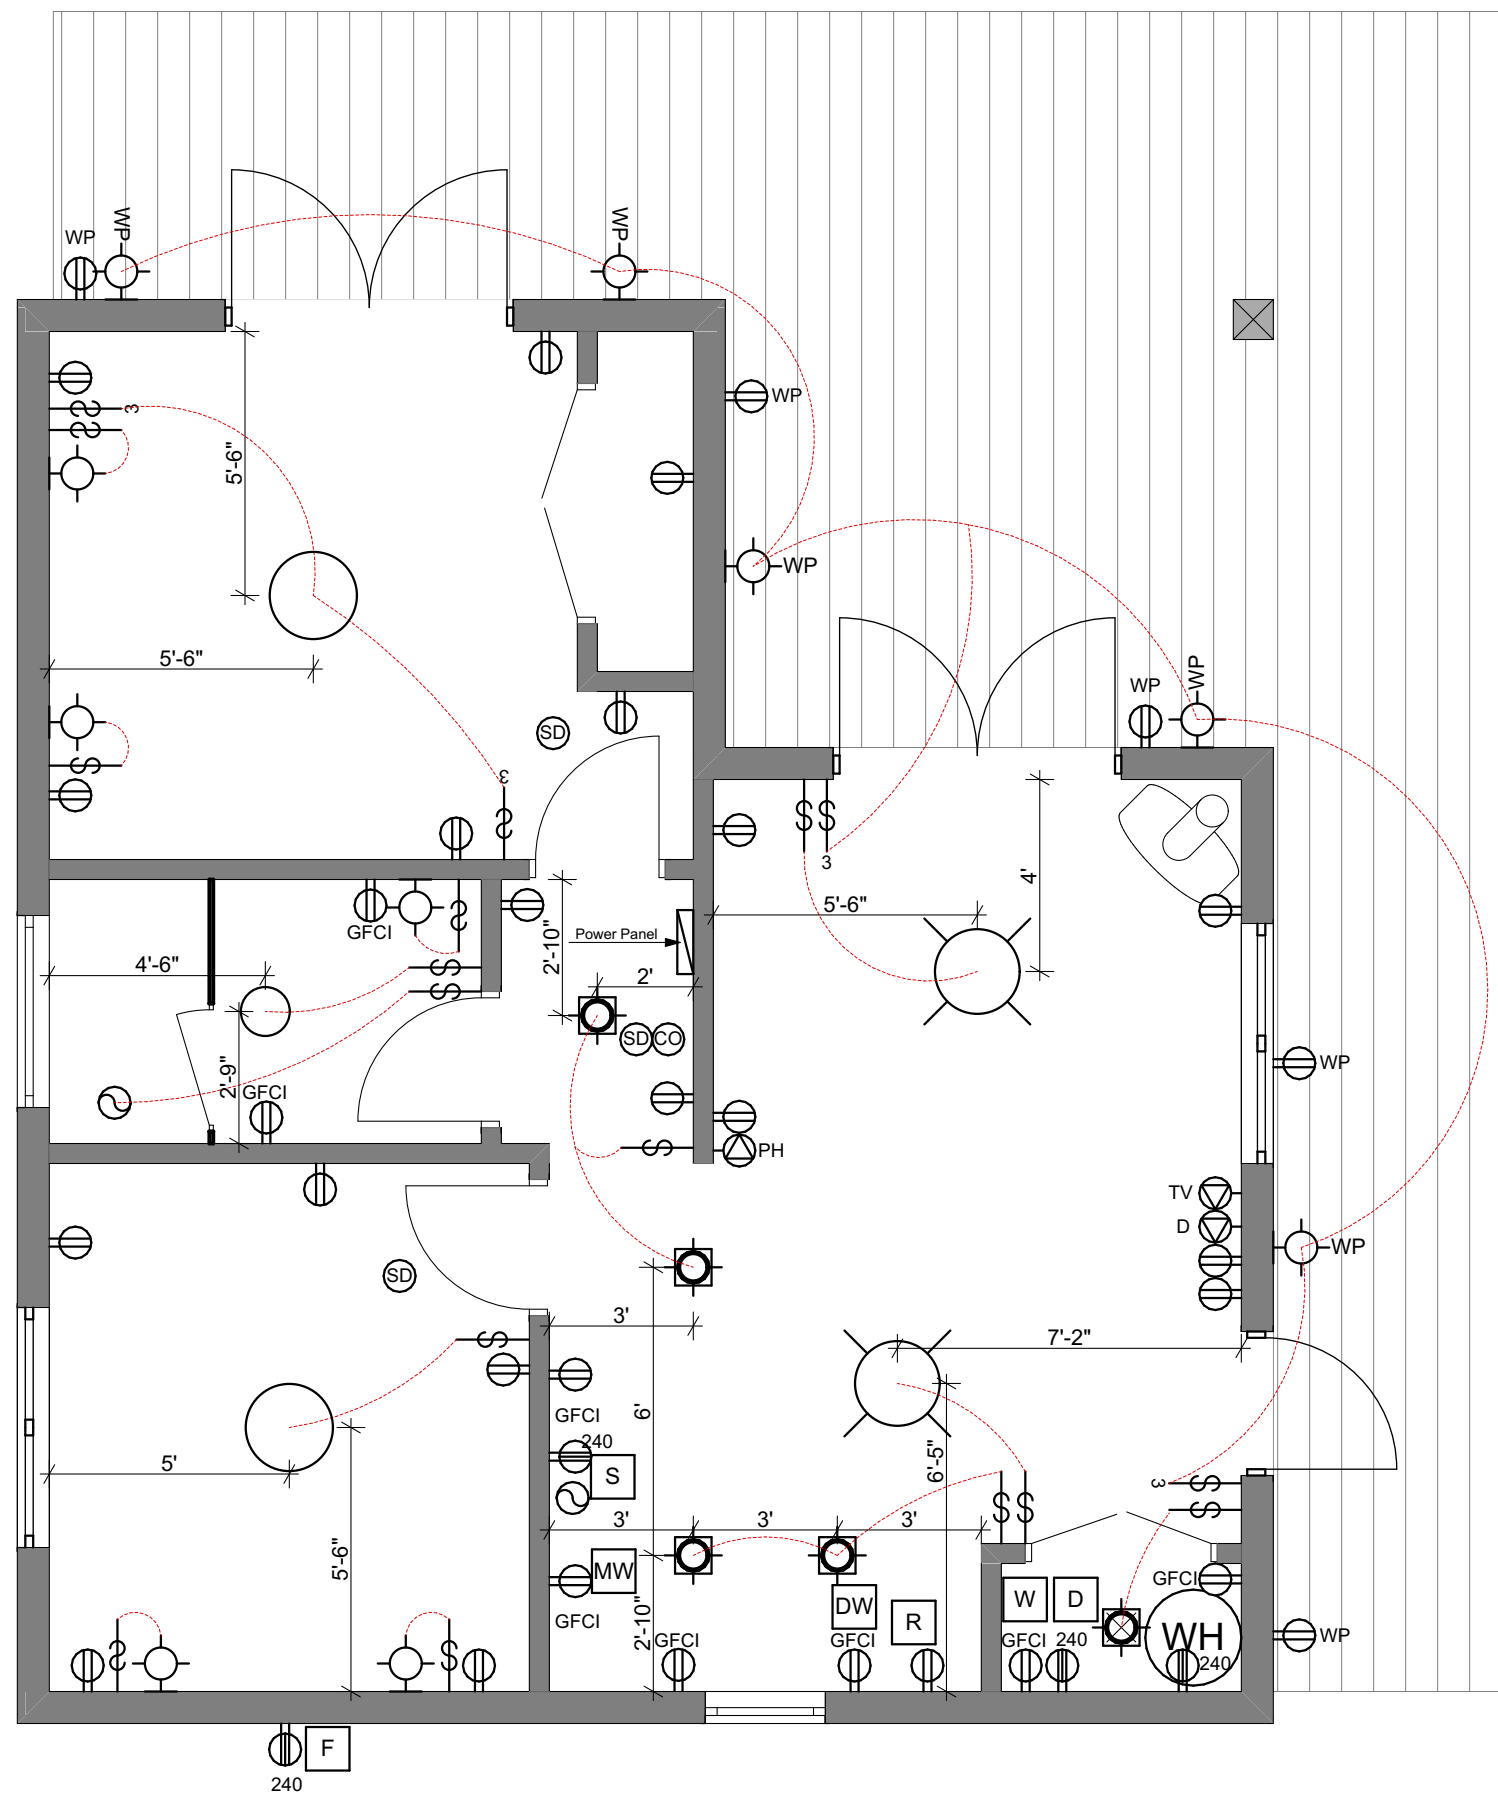 WP
WP
WP
WP
3
5'-6"
WP
5'-6"
WP
WP
SD
3
3
4'
5'-6"
GFCI
2'-10"
Power Panel
4'-6"
2'
SD
CO
2'-9"
GFCI
WP
PH
TV
D
SD
WP
3'
7'-2"
GFCI
240
6'
S
5'
6'-5"
3
3'
3'
3'
5'-6"
MW
GFCI
GFCI
DW
R
W
D
2'-10"
GFCI
GFCI
GFCI
240
WH
240
WP
F
240